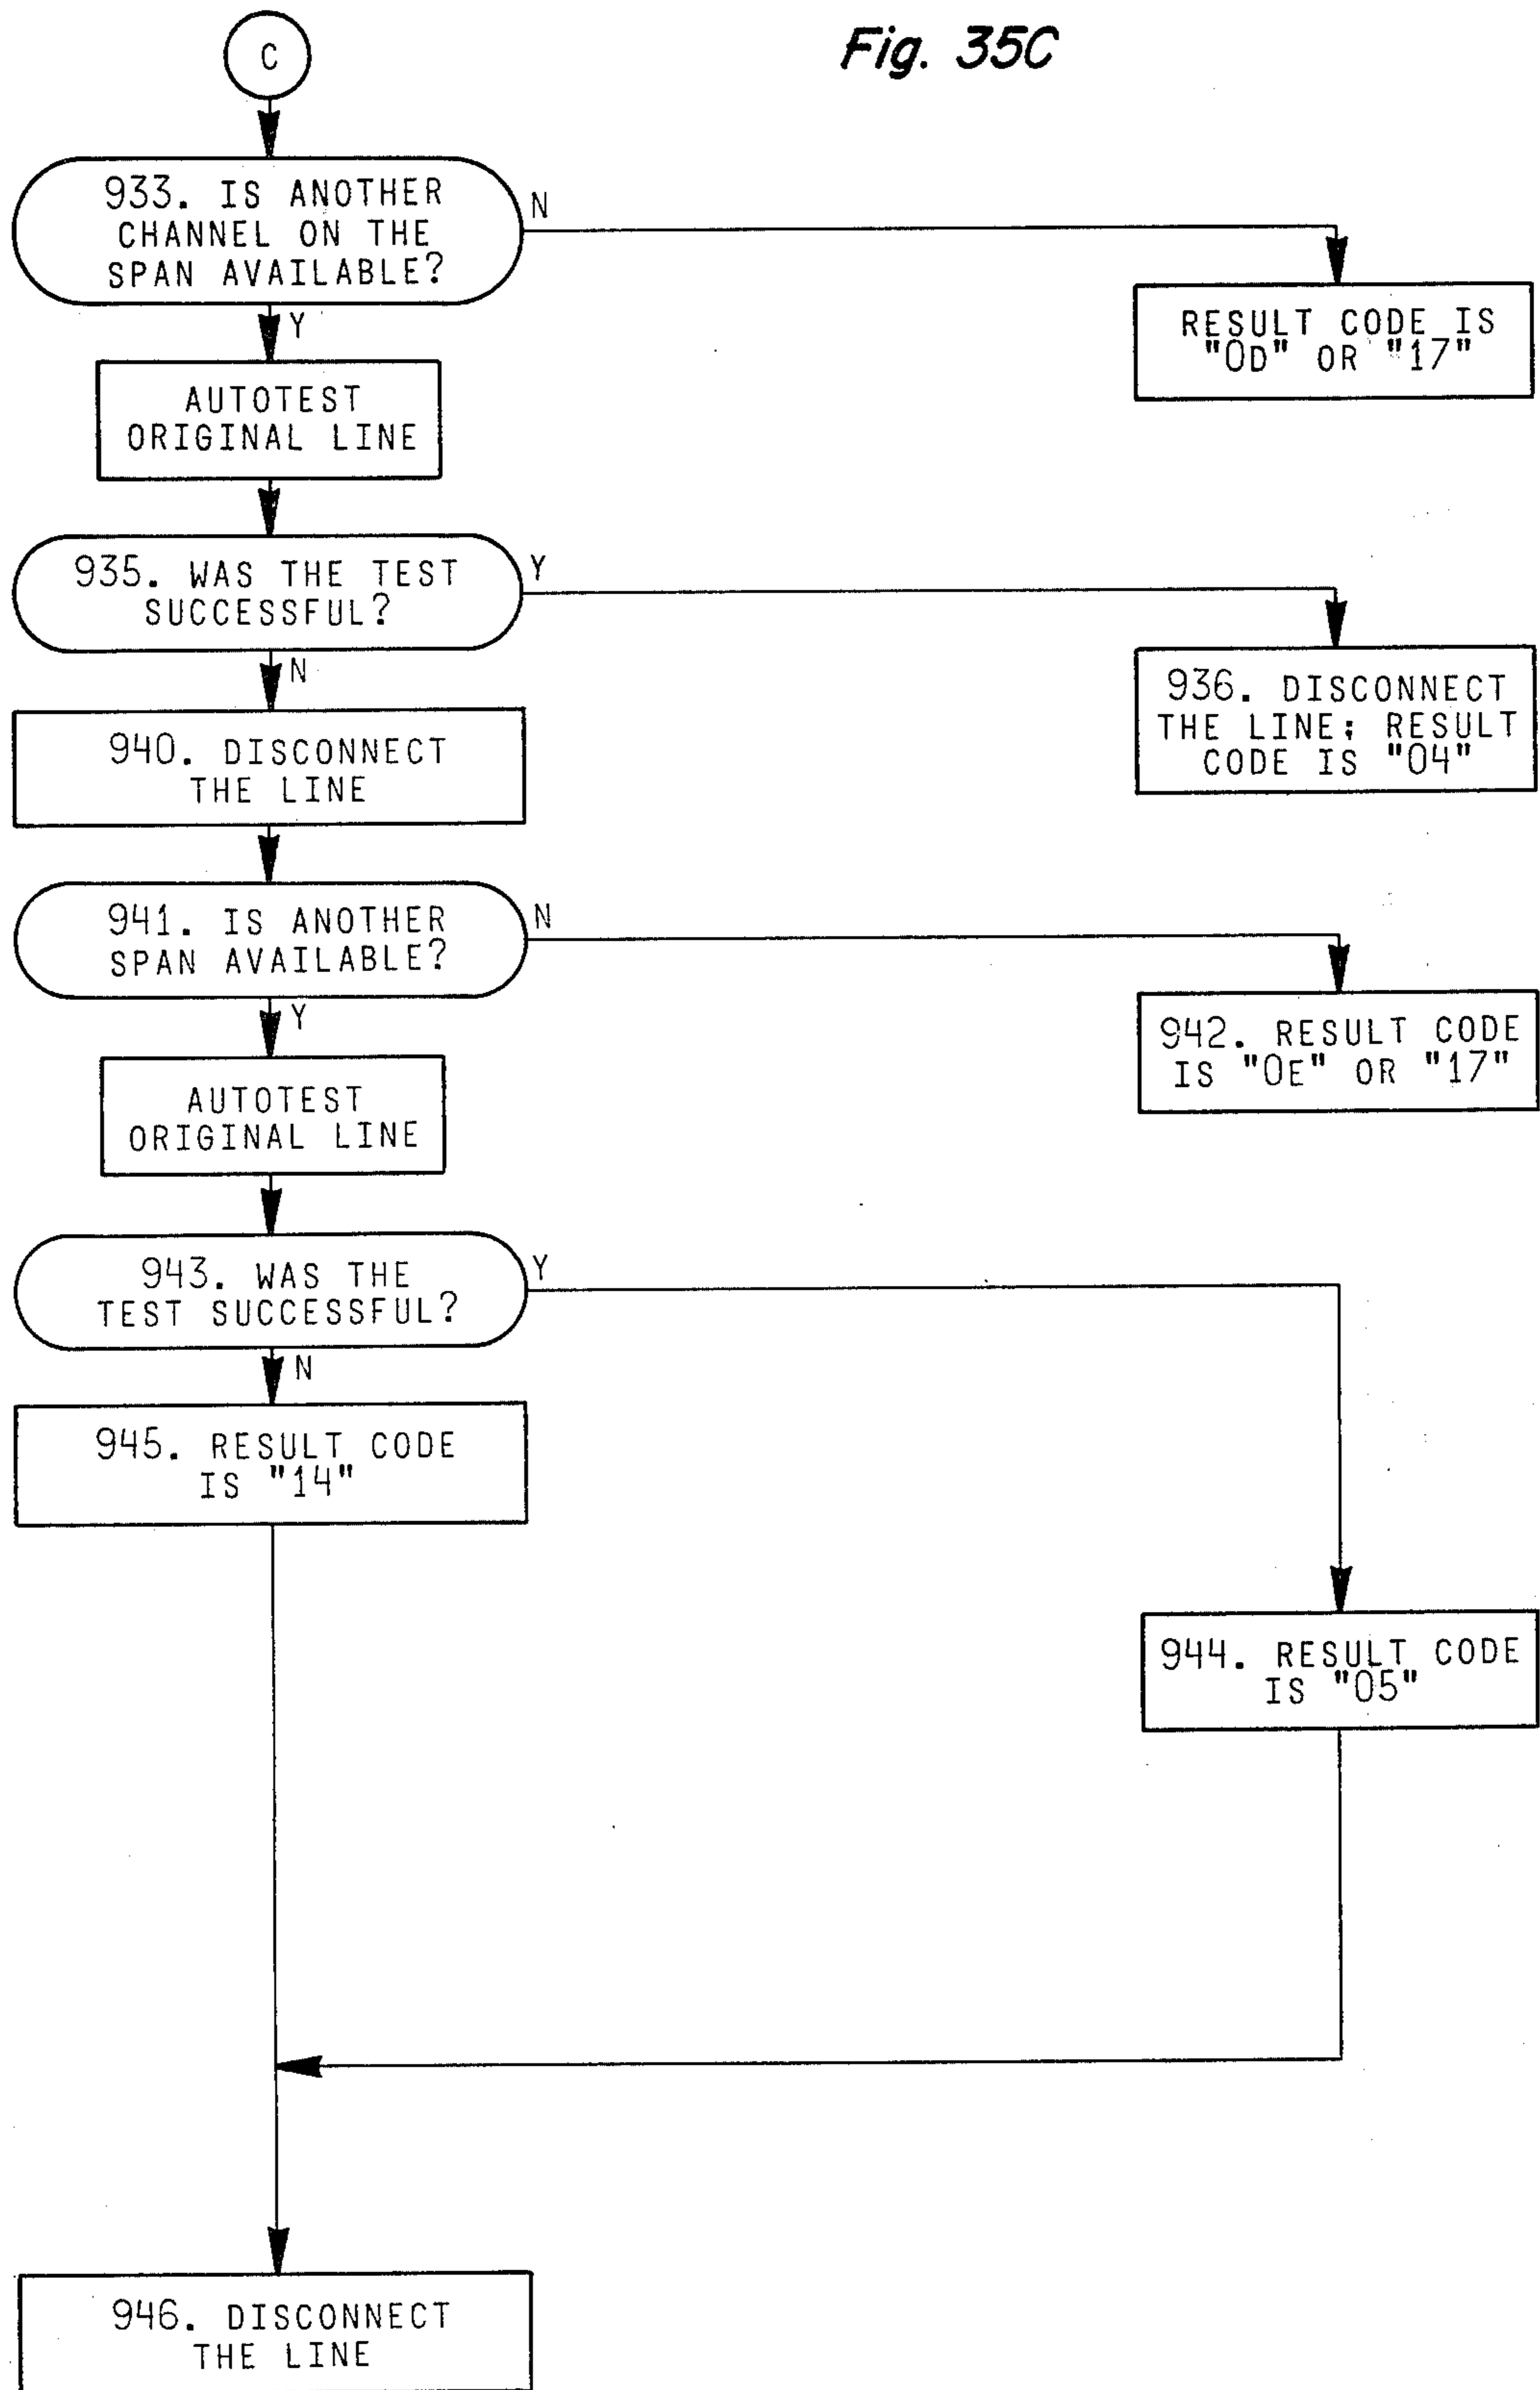 Fig. 35C
C
933. IS ANOTHER
CHANNEL ON THE
SPAN AVAILABLE?
N
Y
RESULT CODE IS
"0D" OR "17"
AUTOTEST
ORIGINAL LINE
935. WAS THE TEST
SUCCESSFUL?
Y
N
936. DISCONNECT
THE LINE; RESULT
CODE IS "04"
940. DISCONNECT
THE LINE
941. IS ANOTHER
SPAN AVAILABLE?
N
Y
942. RESULT CODE
IS "0E" OR "17"
AUTOTEST
ORIGINAL LINE
943. WAS THE
TEST SUCCESSFUL?
Y
N
945. RESULT CODE
IS "14"
944. RESULT CODE
IS "05"
946. DISCONNECT
THE LINE